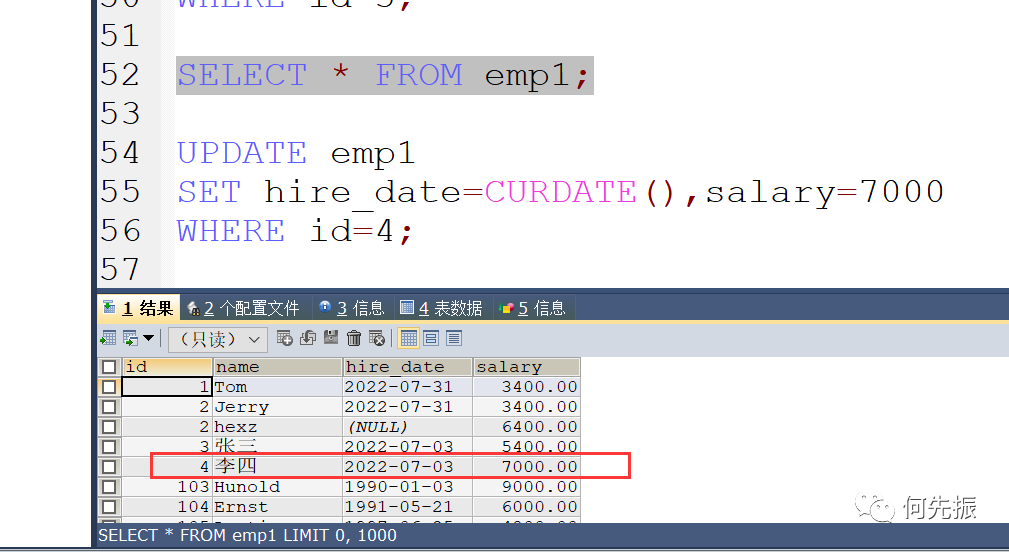 50 WHERE id=5;
51
52 SELECT * FROM emp1;
53
54 UPDATE emp1
55 SET hire_date=CURDATE(),salary=7000
56 WHERE id=4;
57
1 结果 2 个配置文件 3 信息 4 表数据 5 信息
（只读）
id name hire_date salary
1 Tom 2022-07-31 3400.00
2 Jerry 2022-07-31 3400.00
2 hexz (NULL) 6400.00
3 张三 2022-07-03 5400.00
4 李四 2022-07-03 7000.00
103 Hunold 1990-01-03 9000.00
104 Ernst 1991-05-21 6000.00
何先振
SELECT * FROM emp1 LIMIT 0, 1000